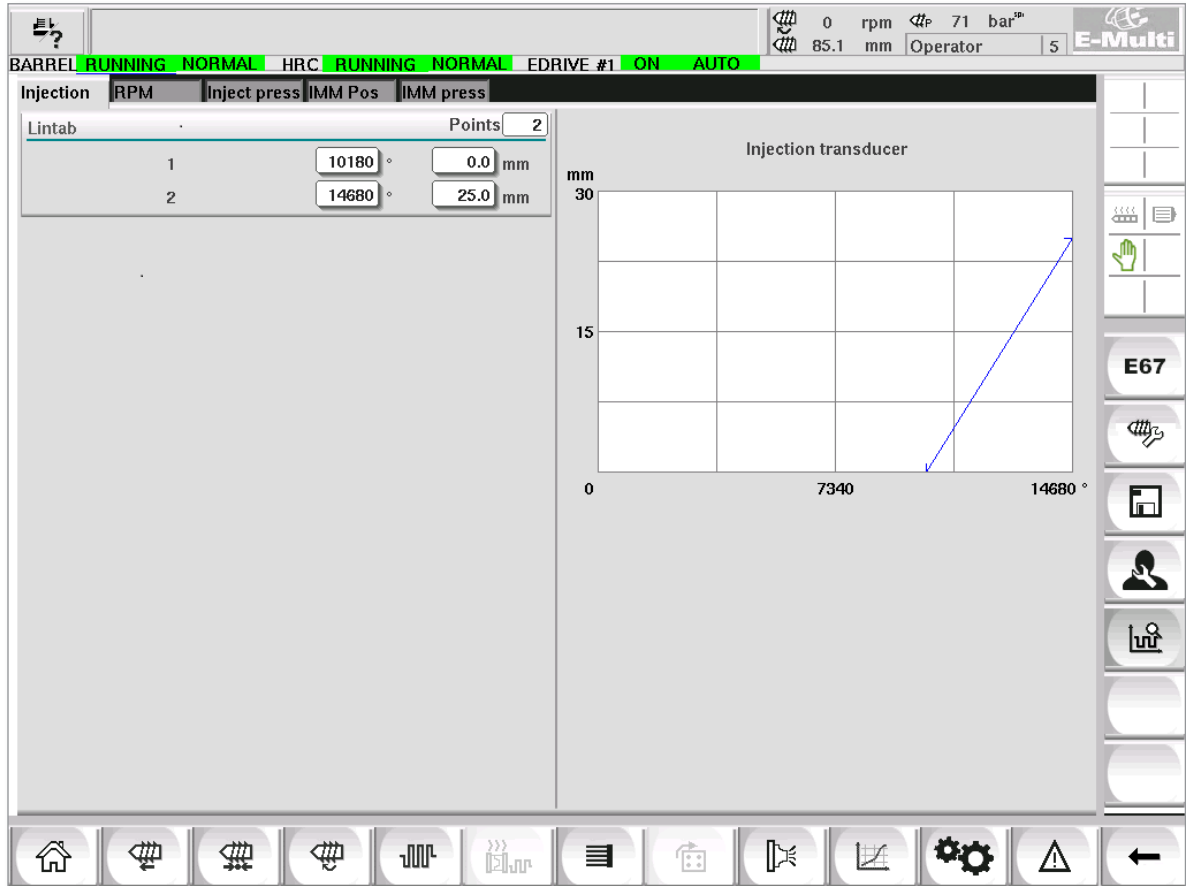 0 rpm P 71 bar spe
? 85.1 mm Operator 5 E-Multi
BARREL RUNNING NORMAL HRC RUNNING NORMAL EDRIVE #1 ON AUTO
Injection RPM Inject press IMM Pos IMM press
Lintab Points 2
1 10180 ° 0.0 mm
2 14680 ° 25.0 mm
Injection transducer
mm
30
15
0 7340 14680 °
E67